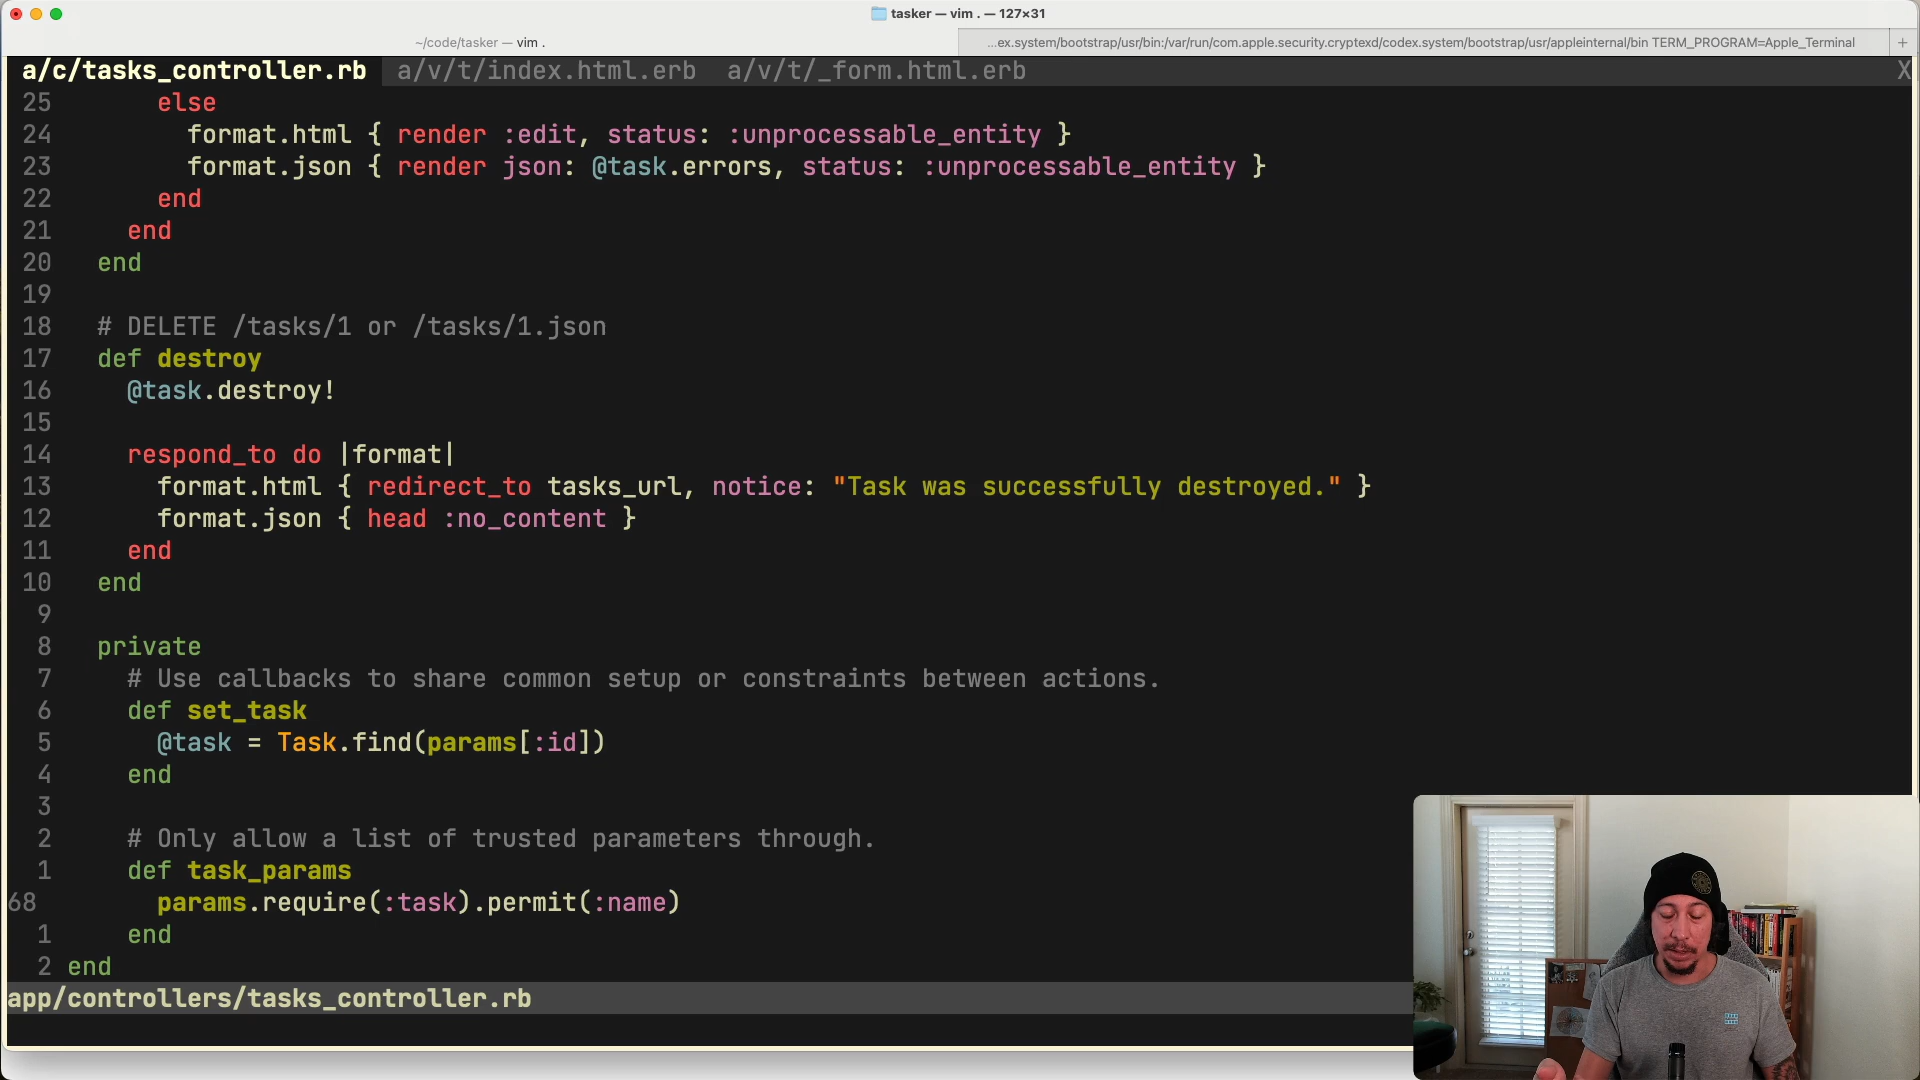 tasker — vim . — 127×31
~/code/tasker — vim .
...ex.system/bootstrap/usr/bin:/var/run/com.apple.security.cryptexd/codex.system/bootstrap/usr/appleinternal/bin TERM_PROGRAM=Apple_Terminal +
a/c/tasks_controller.rb a/v/t/index.html.erb a/v/t/_form.html.erb X
25 else
24 format.html { render :edit, status: :unprocessable_entity }
23 format.json { render json: @task.errors, status: :unprocessable_entity }
22 end
21 end
20 end
19
18 # DELETE /tasks/1 or /tasks/1.json
17 def destroy
16 @task.destroy!
15
14 respond_to do |format|
13 format.html { redirect_to tasks_url, notice: "Task was successfully destroyed." }
12 format.json { head :no_content }
11 end
10 end
9
8 private
7 # Use callbacks to share common setup or constraints between actions.
6 def set_task
5 @task = Task.find(params[:id])
4 end
3
2 # Only allow a list of trusted parameters through.
1 def task_params
68 params.require(:task).permit(:name)
1 end
2 end
app/controllers/tasks_controller.rb